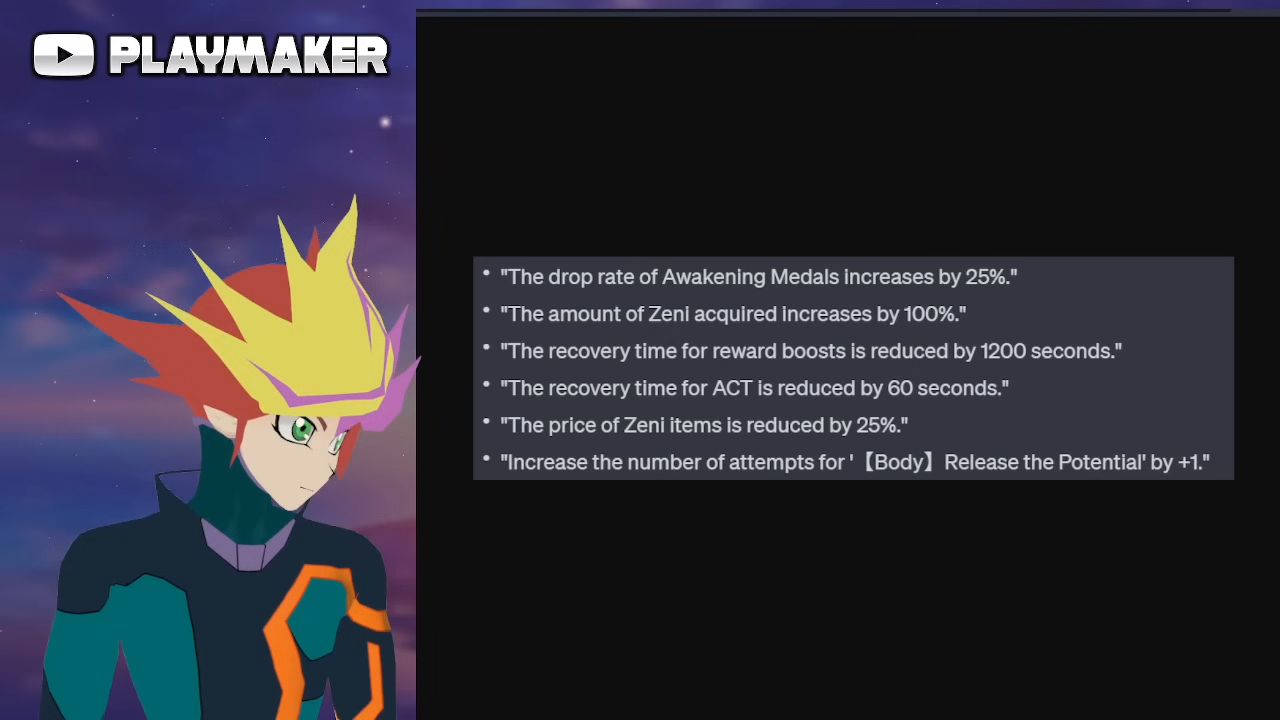 PLAYMAKER
• "The drop rate of Awakening Medals increases by 25%."
• "The amount of Zeni acquired increases by 100%."
• "The recovery time for reward boosts is reduced by 1200 seconds."
• "The recovery time for ACT is reduced by 60 seconds."
• "The price of Zeni items is reduced by 25%."
• "Increase the number of attempts for '【Body】Release the Potential' by +1."